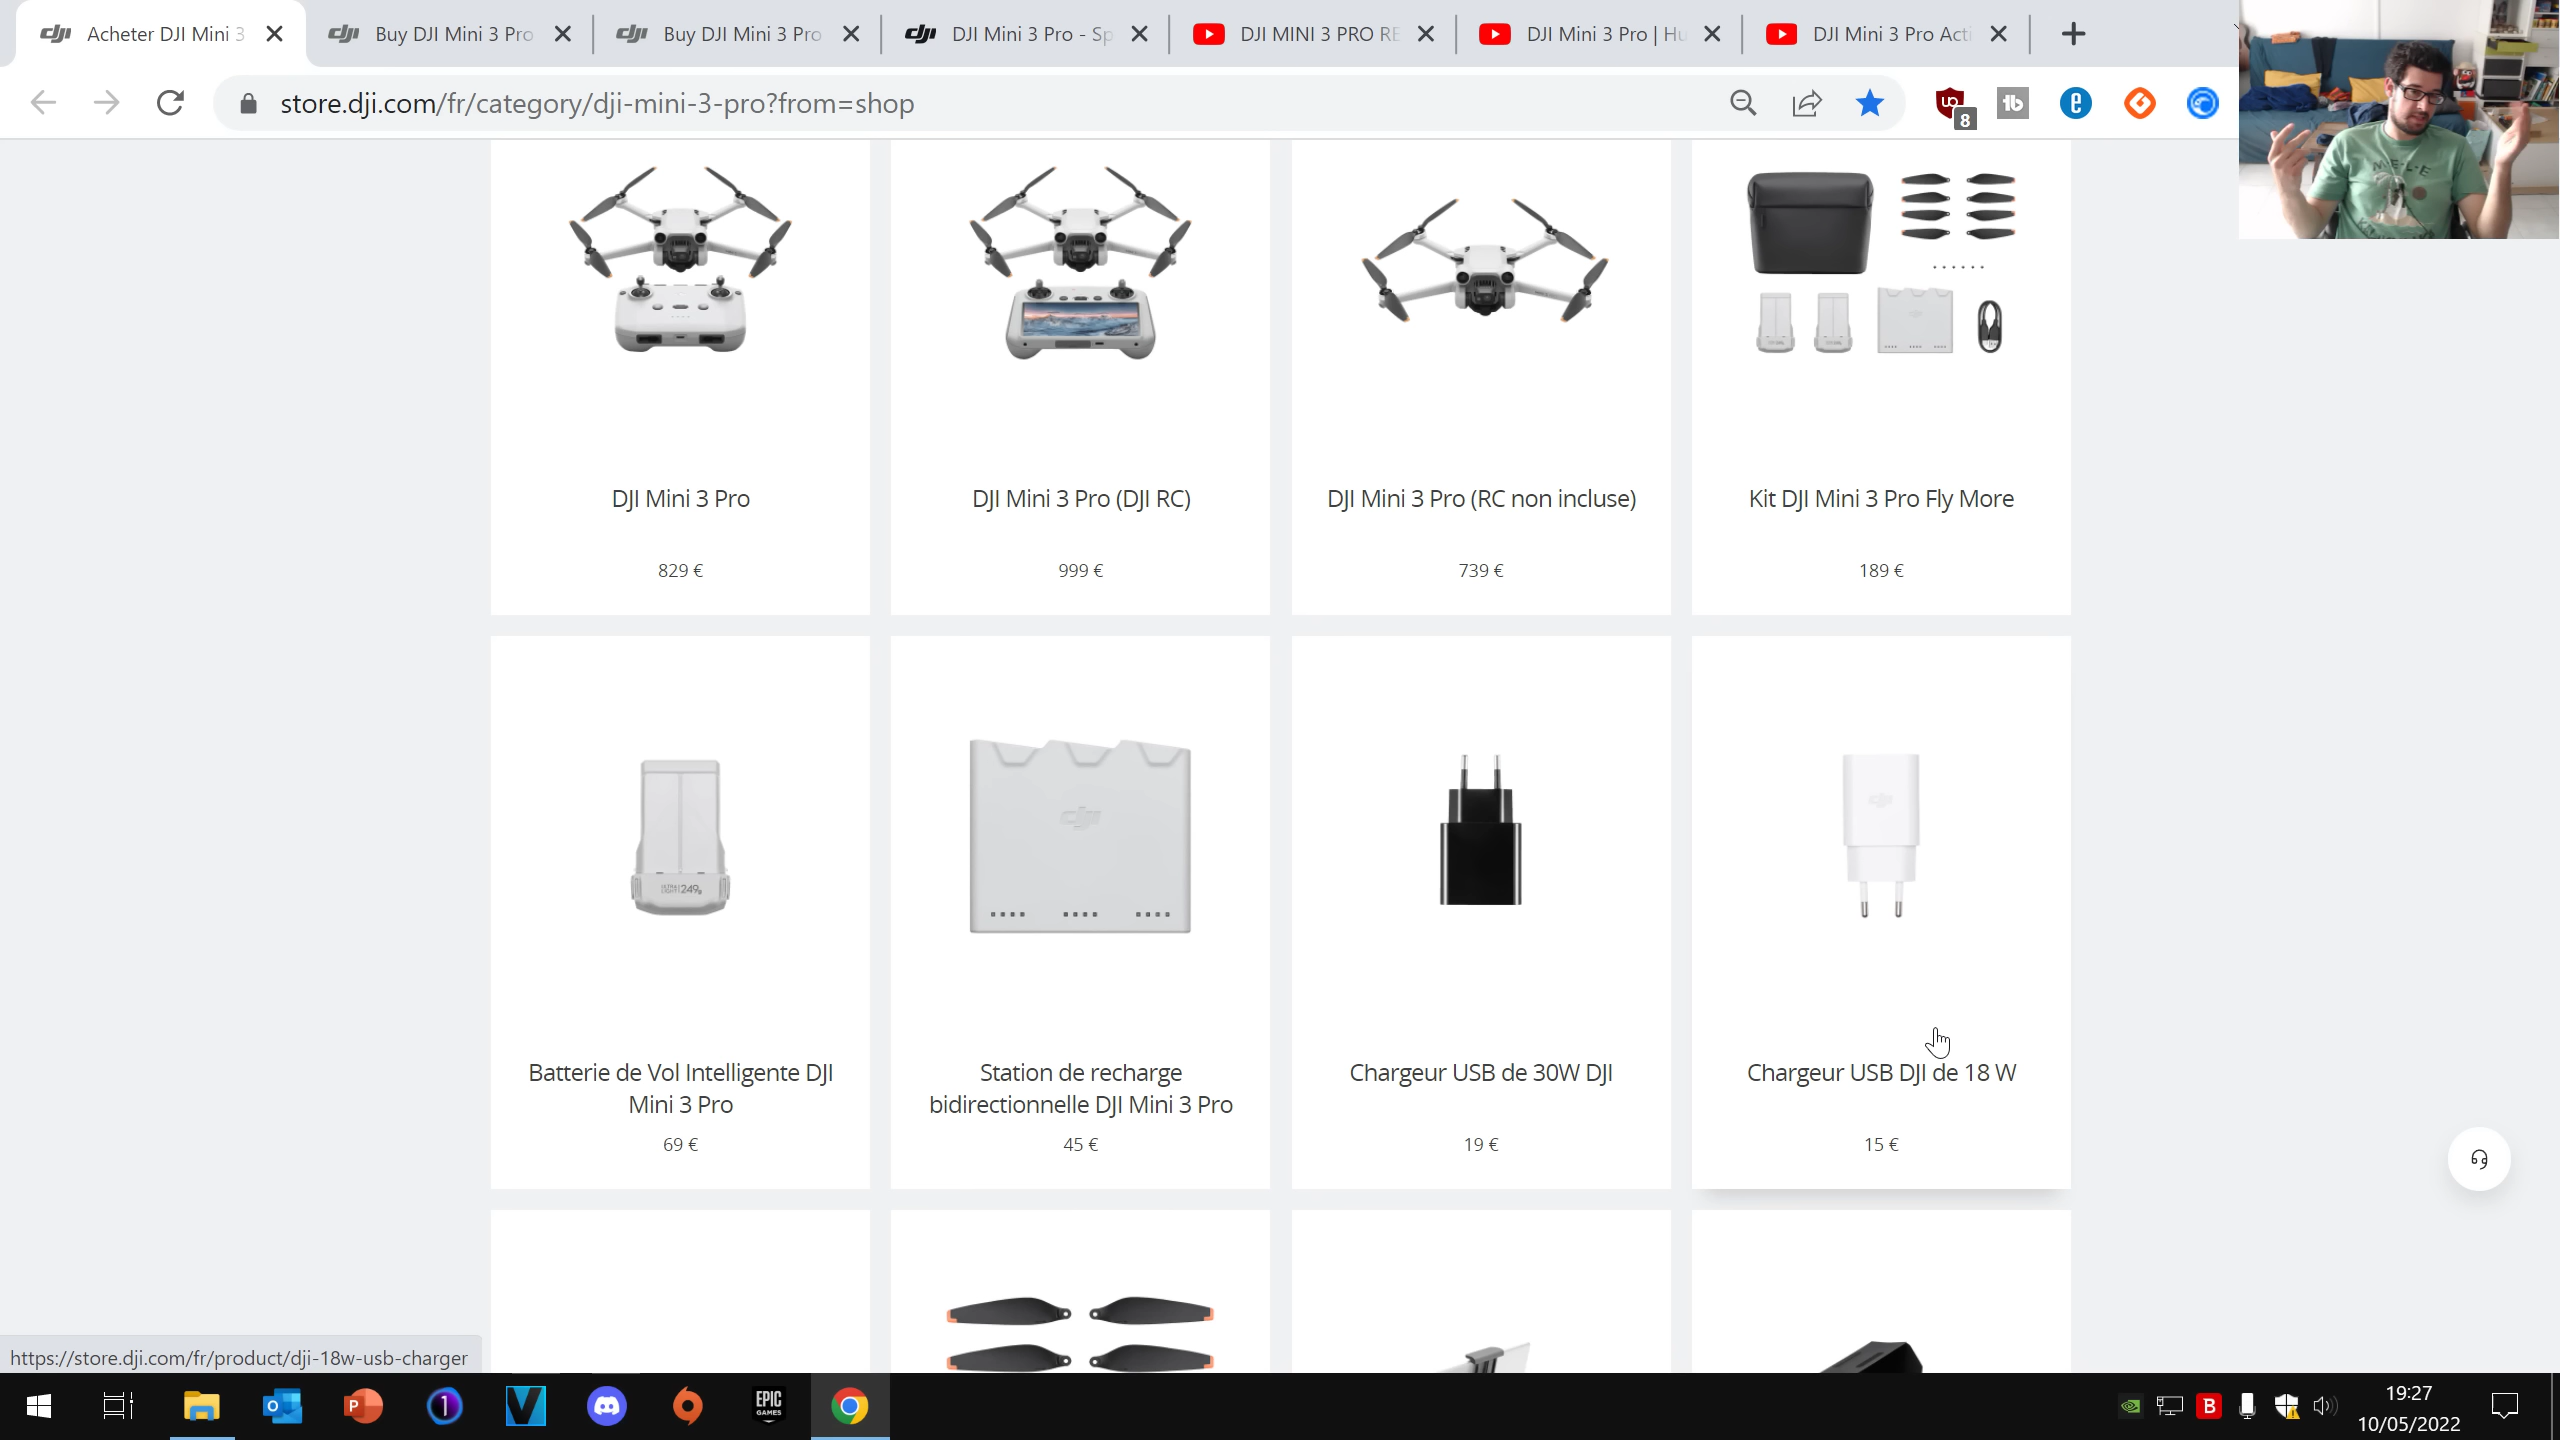 Acheter DJI Mini 3
Buy DJI Mini 3 Pro
Buy DJI Mini 3 Pro
DJI Mini 3 Pro - Sp
DJI MINI 3 PRO RE
DJI Mini 3 Pro | Hu
DJI Mini 3 Pro Acti
store.dji.com/fr/category/dji-mini-3-pro?from=shop
8
M-E-L-E
DJI Mini 3 Pro
829 €
DJI Mini 3 Pro (DJI RC)
999 €
DJI Mini 3 Pro (RC non incluse)
739 €
Kit DJI Mini 3 Pro Fly More
189 €
249g
Batterie de Vol Intelligente DJI
Mini 3 Pro
69 €
dji
Station de recharge
bidirectionnelle DJI Mini 3 Pro
45 €
Chargeur USB de 30W DJI
19 €
Chargeur USB DJI de 18 W
15 €
https://store.dji.com/fr/product/dji-18w-usb-charger
EPIC
GAMES
19:27
10/05/2022